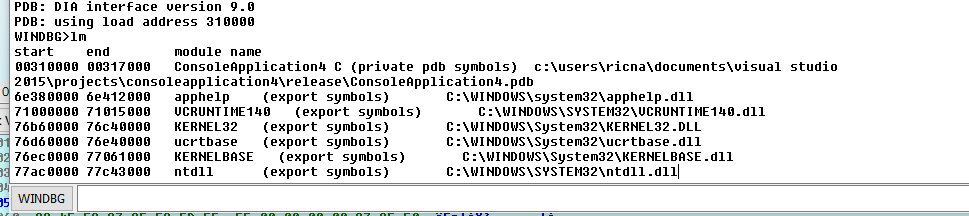 PDB: DIA interface version 9.0
PDB: using load address 310000
WINDBG>lm
start    end        module name
00310000 00317000   ConsoleApplication4 C (private pdb symbols)  c:\users\ricna\documents\visual studio
2015\projects\consoleapplication4\release\ConsoleApplication4.pdb
6e380000 6e412000   apphelp    (export symbols)       C:\WINDOWS\system32\apphelp.dll
71000000 71015000   VCRUNTIME140   (export symbols)       C:\WINDOWS\SYSTEM32\VCRUNTIME140.dll
76b60000 76c40000   KERNEL32   (export symbols)       C:\WINDOWS\System32\KERNEL32.DLL
76d60000 76e40000   ucrtbase   (export symbols)       C:\WINDOWS\System32\ucrtbase.dll
76ec0000 77061000   KERNELBASE   (export symbols)       C:\WINDOWS\System32\KERNELBASE.dll
77ac0000 77c43000   ntdll      (export symbols)       C:\WINDOWS\SYSTEM32\ntdll.dll
WINDBG